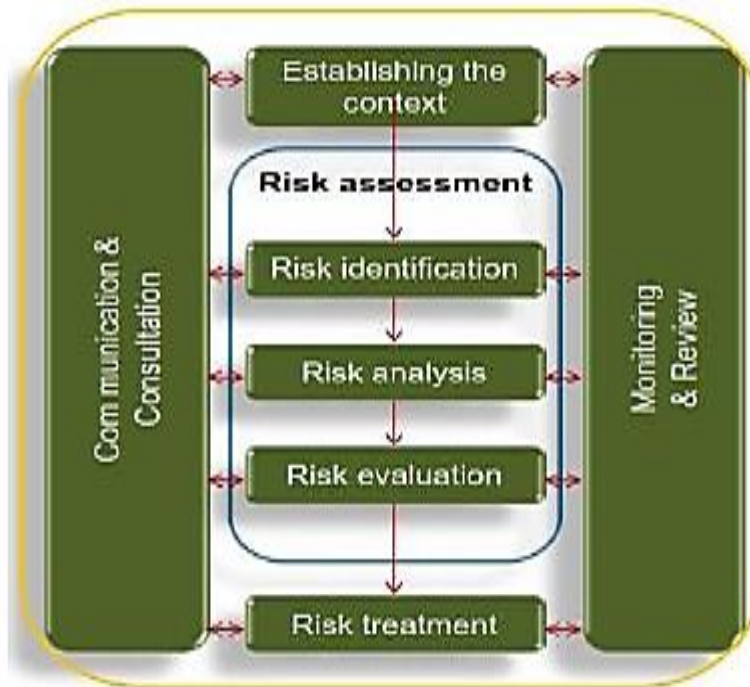 Establishing the
context
Risk assessment
Risk identification
Risk analysis
Risk evaluation
Risk treatment
Com munication &
Consultation
Monitoring
& Review